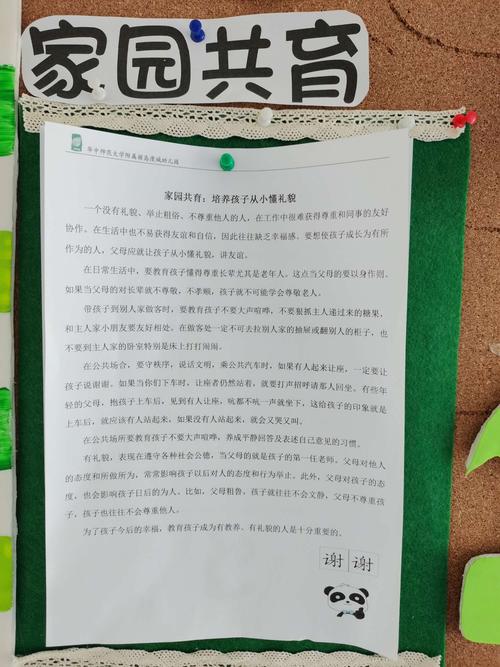 家园共育
华中师范大学附属丽岛澄城幼儿园
家园共育：培养孩子从小懂礼貌
一个没有礼貌、举止粗俗、不尊重他人的人，在工作中很难获得尊重和同事的友好
协作。在生活中也不易获得友谊和自信，因此往往缺乏幸福感。要想使孩子成长为有所
作为的人，父母应就让孩子从小懂礼貌，讲友谊。
在日常生活中，要教育孩子懂得尊重长辈尤其是老年人。这点当父母的要以身作则。
如果当父母的对长辈就不尊敬，不孝顺，孩子就不可能学会尊敬老人。
带孩子到别人家做客时，要教育孩子不要大声喧哗，不要狠抓主人递过来的糖果，
和主人家小朋友要友好相处。在做客处一定不可去拉别人家的抽屉或翻别人的柜子，也
不要到主人家的卧室特别是床上打打闹闹。
在公共场合，要守秩序，说话文明，乘公共汽车时，如果有人起来让座，一定要让
孩子说谢谢。如果当你们下车时，让座者仍然站着，就要打声招呼请那人回坐。有些年
轻的父母，抱孩子上车后，见到有人让座，吭都不吭一声就坐下，这给孩子的印象就是
上车后，就应该有人站起来，如果没有人站起来，就会又哭又叫。
在公共场所要教育孩子不要大声喧哗，养成平静回答及表述自己意见的习惯。
有礼貌，表现在遵守各种社会公德，当父母的就是孩子的第一任老师，父母对他人
的态度和所做所为，常常影响孩子以后对人的态度和行为举止。此外，父母对孩子的态
度，也会影响孩子日后的为人。比如，父母粗鲁，孩子就往往不会文静，父母不尊重孩
子，孩子也往往不会尊重他人。
为了孩子今后的幸福，教育孩子成为有教养、有礼貌的人是十分重要的。
谢谢